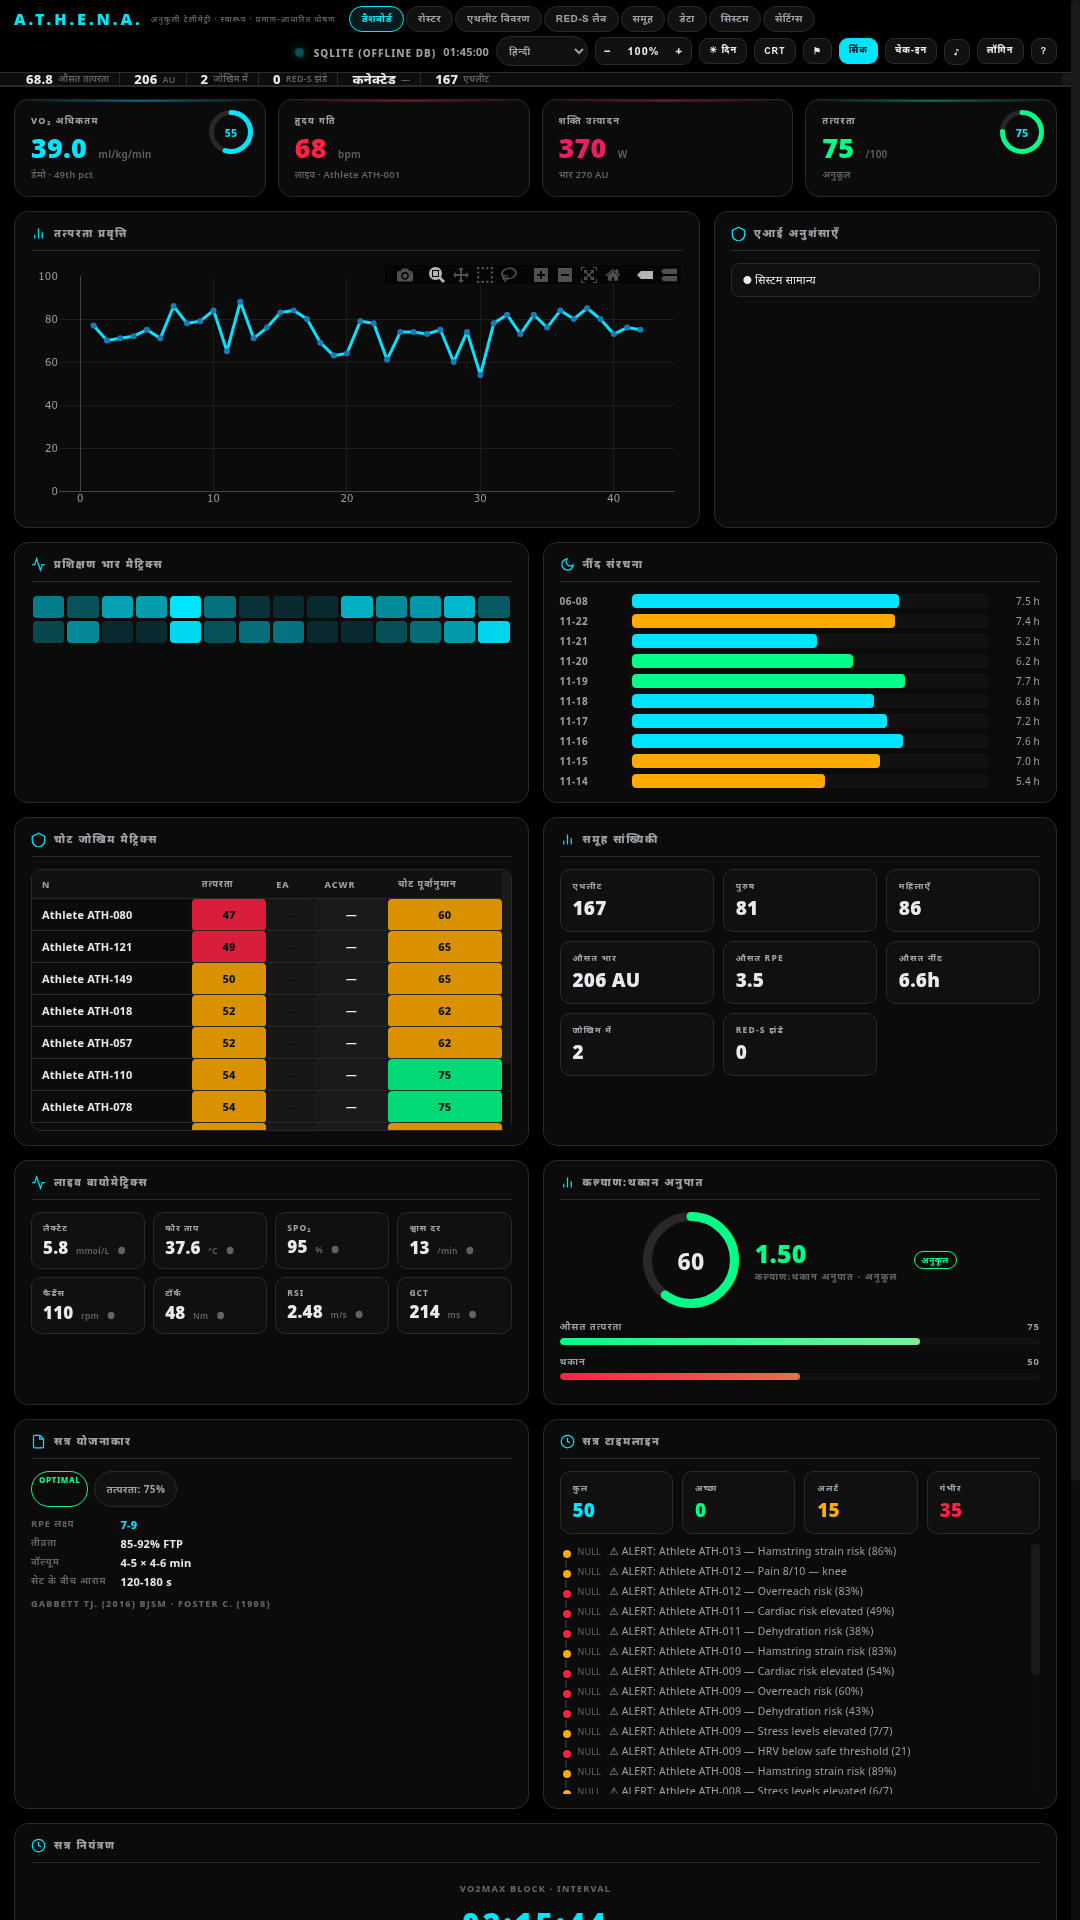 A.T.H.E.N.A. अनुकूली टेलीमेट्री · स्वास्थ्य · प्रमाण-आधारित पोषण डैशबोर्ड रोस्टर एथलीट विवरण RED-S लैब समूह डेटा सिस्टम सेटिंग्स
SQLITE (OFFLINE DB) 01:45:00 हिन्दी − 100% + ☀ दिन CRT ⚑ सिंक चेक-इन ♪ लॉगिन ?
68.8 औसत तत्परता 206 AU 2 जोखिम में 0 RED-S झंडे कनेक्टेड — 167 एथलीट
VO₂ अधिकतम
39.0 ml/kg/min 55
डेमो · 49th pct
हृदय गति
68 bpm
लाइव · Athlete ATH-001
शक्ति उत्पादन
370 W
भार 270 AU
तत्परता
75 /100 75
अनुकूल
तत्परता प्रवृत्ति
100
80
60
40
20
0
0 10 20 30 40
एआई अनुशंसाएँ
● सिस्टम सामान्य
प्रशिक्षण भार मैट्रिक्स
नींद संरचना
06-08 7.5 h
11-22 7.4 h
11-21 5.2 h
11-20 6.2 h
11-19 7.7 h
11-18 6.8 h
11-17 7.2 h
11-16 7.6 h
11-15 7.0 h
11-14 5.4 h
चोट जोखिम मैट्रिक्स
N तत्परता EA ACWR चोट पूर्वानुमान
Athlete ATH-080 47 — — 60
Athlete ATH-121 49 — — 65
Athlete ATH-149 50 — — 65
Athlete ATH-018 52 — — 62
Athlete ATH-057 52 — — 62
Athlete ATH-110 54 — — 75
Athlete ATH-078 54 — — 75
समूह सांख्यिकी
एथलीट पुरुष महिलाएँ
167 81 86
औसत भार औसत RPE औसत नींद
206 AU 3.5 6.6h
जोखिम में RED-S झंडे
2 0
लाइव बायोमेट्रिक्स
लैक्टेट कोर ताप SPO₂ श्वास दर
5.8 mmol/L 37.6 °C 95 % 13 /min
कैडेंस टॉर्क RSI GCT
110 rpm 48 Nm 2.48 m/s 214 ms
कल्याण:थकान अनुपात
60 1.50 अनुकूल
कल्याण:थकान अनुपात · अनुकूल
औसत तत्परता 75
थकान 50
सत्र योजनाकार
OPTIMAL तत्परता: 75%
RPE लक्ष्य 7-9
तीव्रता 85-92% FTP
वॉल्यूम 4-5 × 4-6 min
सेट के बीच आराम 120-180 s
GABBETT TJ. (2016) BJSM · FOSTER C. (1998)
सत्र टाइमलाइन
कुल अच्छा अलर्ट गंभीर
50 0 15 35
NULL ⚠ ALERT: Athlete ATH-013 — Hamstring strain risk (86%)
NULL ⚠ ALERT: Athlete ATH-012 — Pain 8/10 — knee
NULL ⚠ ALERT: Athlete ATH-012 — Overreach risk (83%)
NULL ⚠ ALERT: Athlete ATH-011 — Cardiac risk elevated (49%)
NULL ⚠ ALERT: Athlete ATH-011 — Dehydration risk (38%)
NULL ⚠ ALERT: Athlete ATH-010 — Hamstring strain risk (83%)
NULL ⚠ ALERT: Athlete ATH-009 — Cardiac risk elevated (54%)
NULL ⚠ ALERT: Athlete ATH-009 — Overreach risk (60%)
NULL ⚠ ALERT: Athlete ATH-009 — Dehydration risk (43%)
NULL ⚠ ALERT: Athlete ATH-009 — Stress levels elevated (7/7)
NULL ⚠ ALERT: Athlete ATH-009 — HRV below safe threshold (21)
NULL ⚠ ALERT: Athlete ATH-008 — Hamstring strain risk (89%)
NULL ⚠ ALERT: Athlete ATH-008 — Stress levels elevated (6/7)
सत्र नियंत्रण
VO2MAX BLOCK · INTERVAL